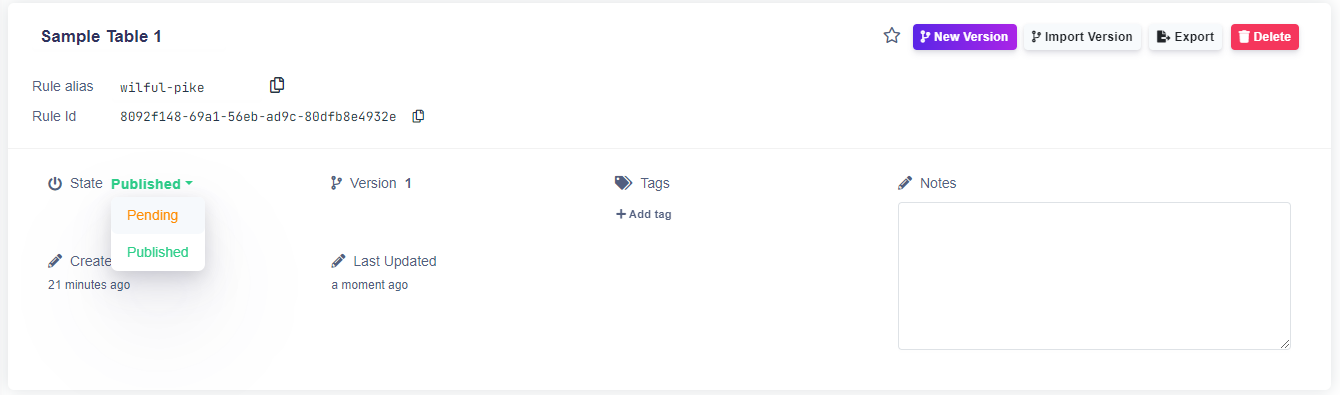 Sample Table 1
New Version
Import Version
Export
Delete
Rule alias wilful-pike
Rule Id 8092f148-69a1-56eb-ad9c-80dfb8e4932e
State Published
Pending
Published
Version 1
Tags
Add tag
Notes
Create
21 minutes ago
Last Updated
a moment ago